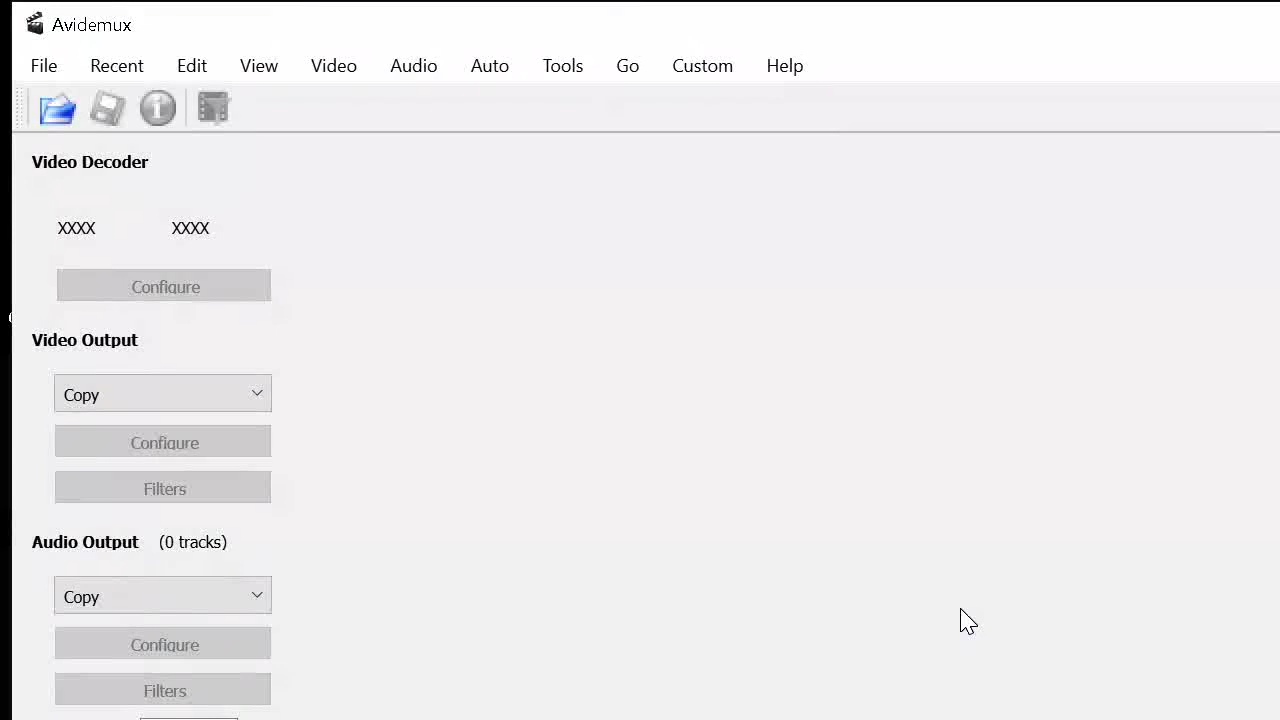 Avidemux
File Recent Edit View Video Audio Auto Tools Go Custom Help
Video Decoder
XXXX XXXX
Configure
Video Output
Copy
Configure
Filters
Audio Output (0 tracks)
Copy
Configure
Filters